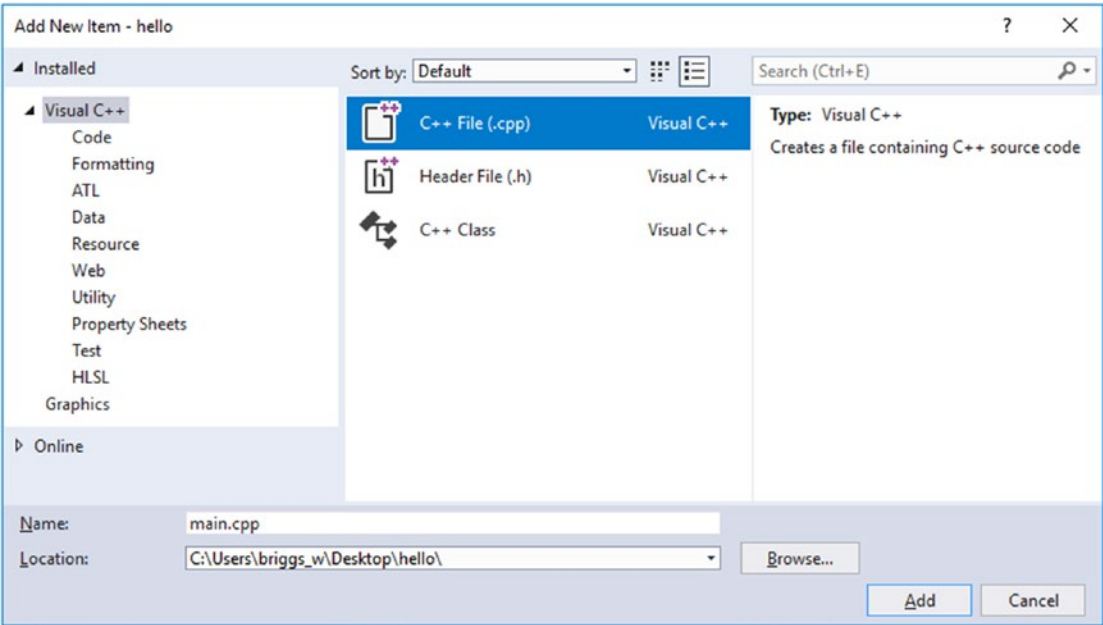 Add New Item - hello
? ×
Installed
Sort by: Default
Search (Ctrl+E)
Visual C++
Code
Formatting
ATL
Data
Resource
Web
Utility
Property Sheets
Test
HLSL
Graphics
Online
C++ File (.cpp) Visual C++
Header File (.h) Visual C++
C++ Class Visual C++
Type: Visual C++
Creates a file containing C++ source code
Name: main.cpp
Location: C:\Users\briggs_w\Desktop\hello\
Browse...
Add Cancel